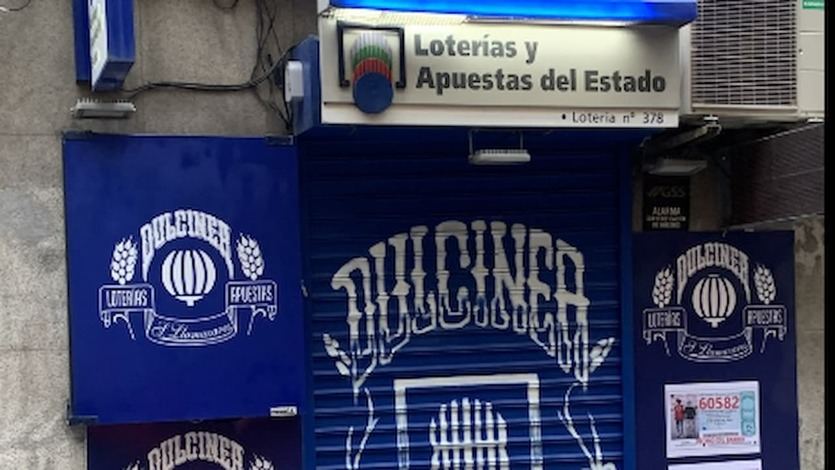 Loterías y
Apuestas del Estado
• Lotería nº 378
DULCINEA
LOTERÍAS
APUESTAS
DULCINEA
DULCINEA
LOTERÍAS
APUESTAS
ALARMA
60582
DULCINEA